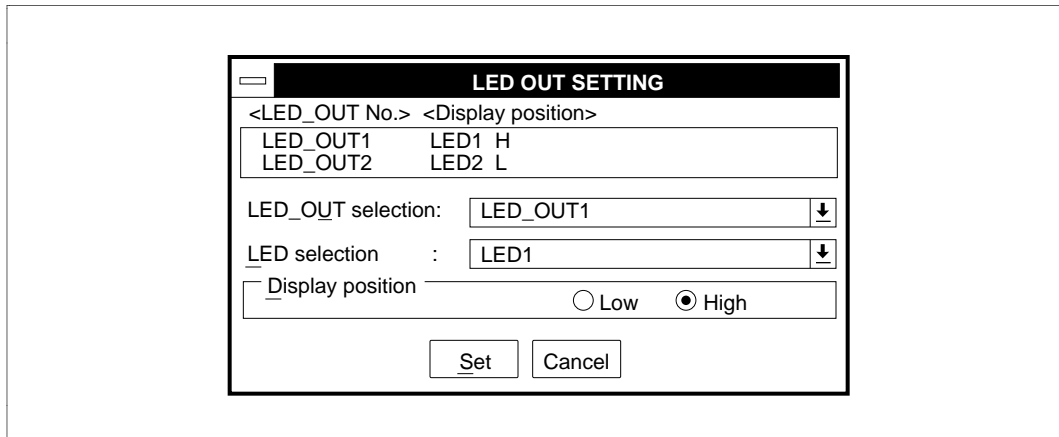 LED OUT SETTING
<LED_OUT No.> <Display position>
LED_OUT1 LED1 H
LED_OUT2 LED2 L
LED_OUT selection: LED_OUT1
LED selection : LED1
Display position
Low High
Set Cancel